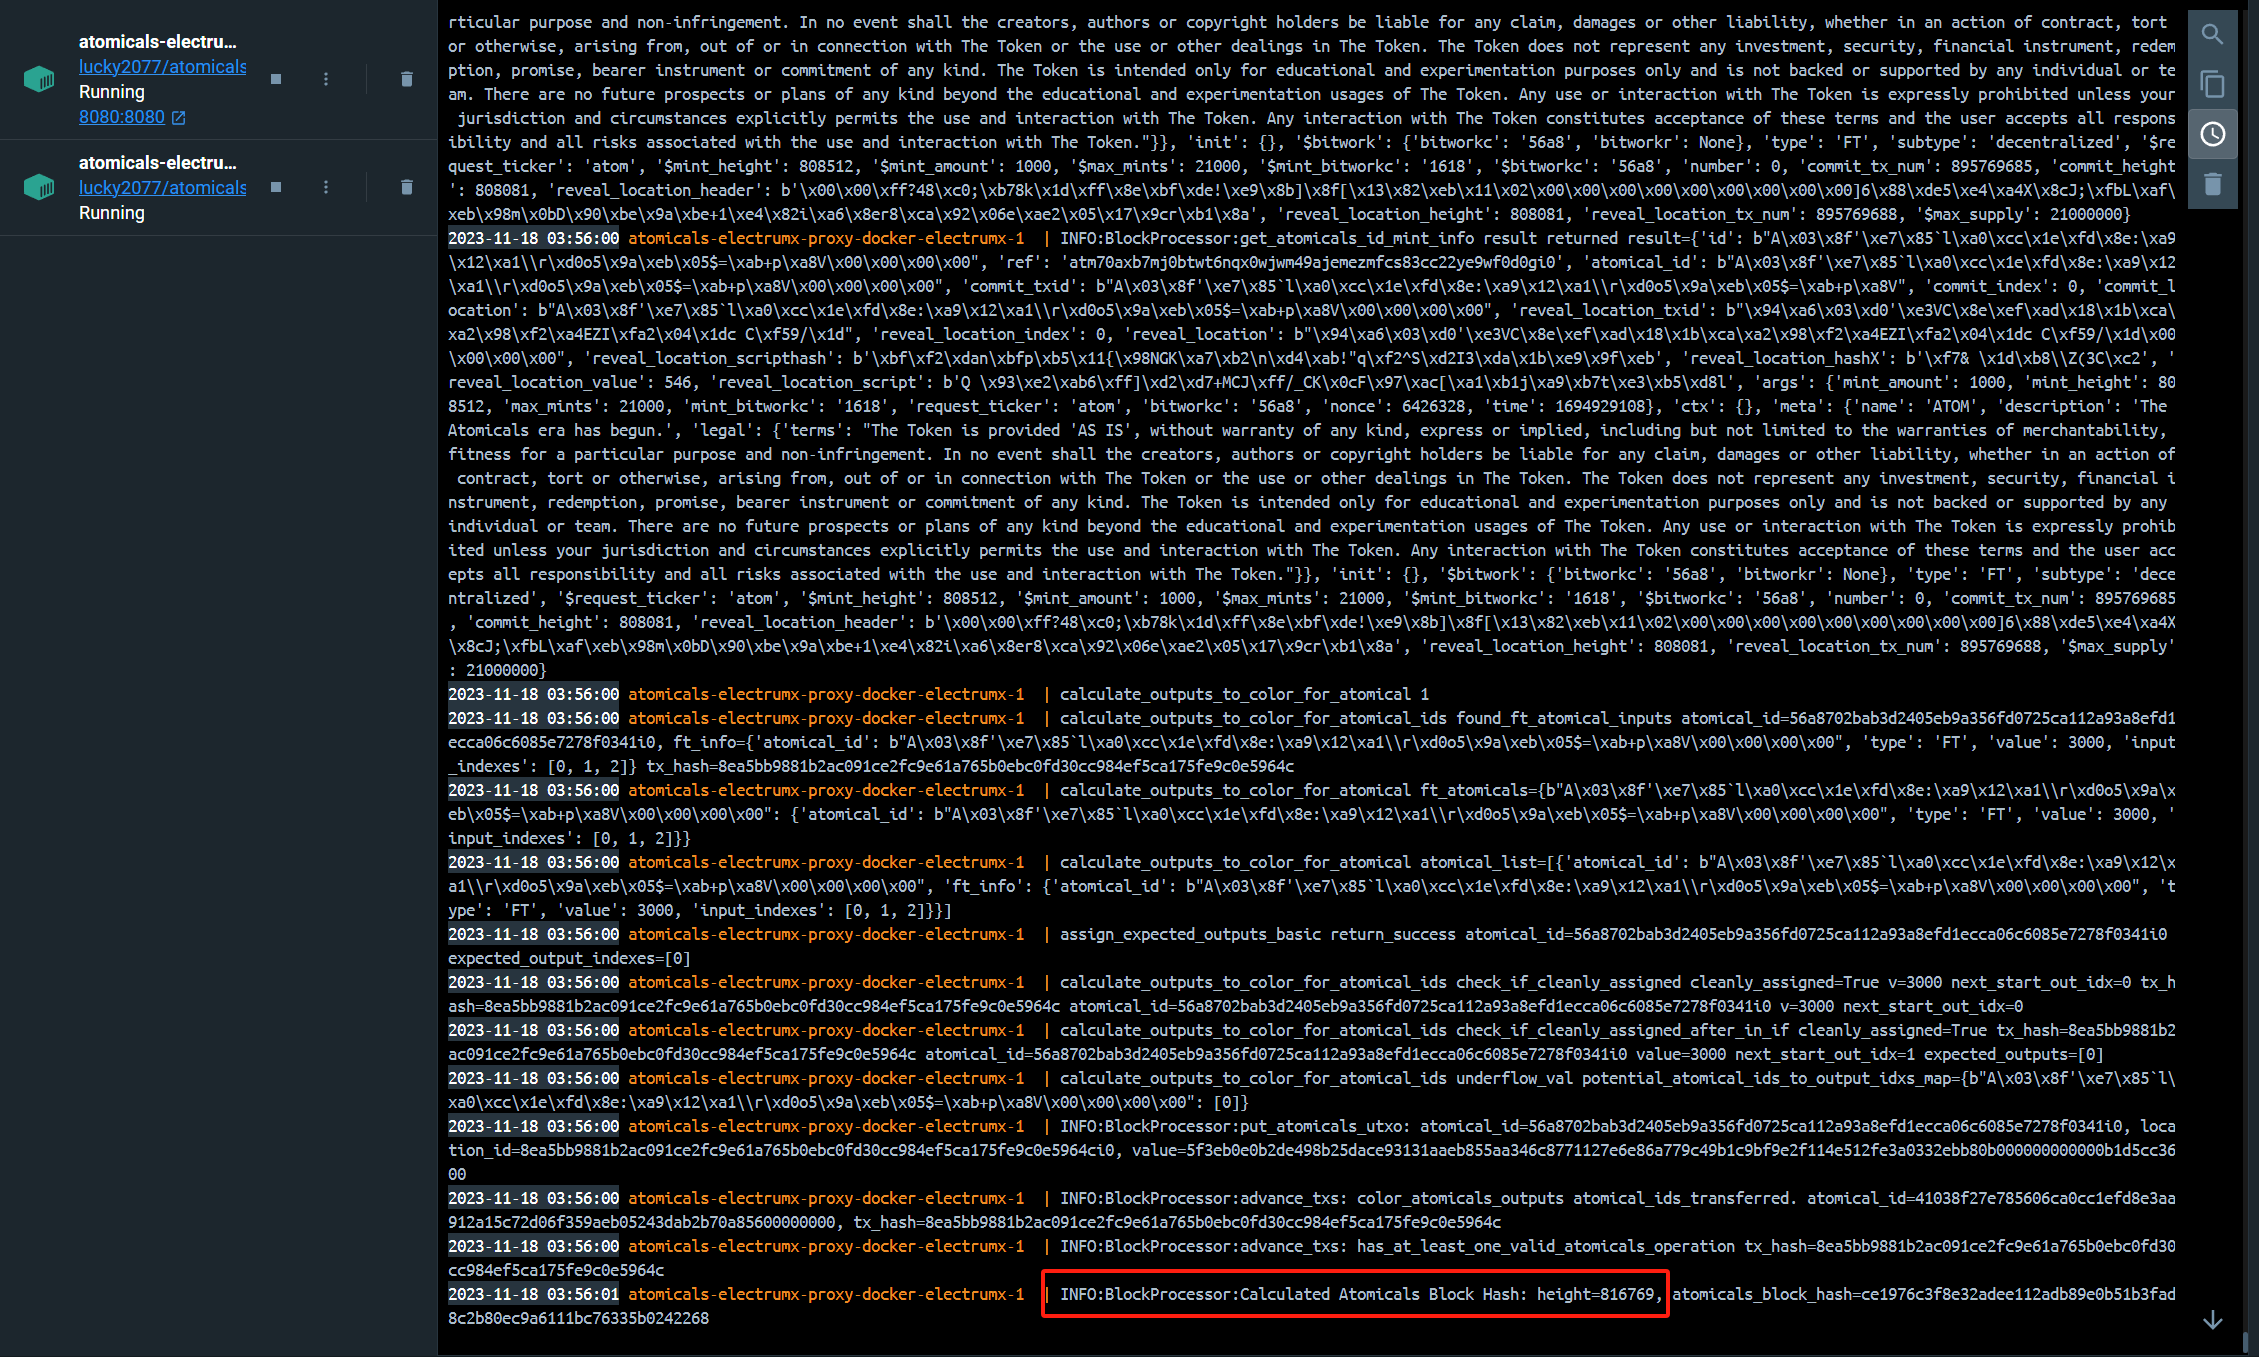 atomicals-electru...
lucky2077/atomicals
Running
8080:8080
atomicals-electru...
lucky2077/atomicals
Running
rticular purpose and non-infringement. In no event shall the creators, authors or copyright holders be liable for any claim, damages or other liability, whether in an action of contract, tort
or otherwise, arising from, out of or in connection with The Token or the use or other dealings in The Token. The Token does not represent any investment, security, financial instrument, redem
ption, promise, bearer instrument or commitment of any kind. The Token is intended only for educational and experimentation purposes only and is not backed or supported by any individual or te
am. There are no future prospects or plans of any kind beyond the educational and experimentation usages of The Token. Any use or interaction with The Token is expressly prohibited unless your
jurisdiction and circumstances explicitly permits the use and interaction with The Token. Any interaction with The Token constitutes acceptance of these terms and the user accepts all respons
ibility and all risks associated with the use and interaction with The Token."}}, 'init': {}, '$bitwork': {'bitworkc': '56a8', 'bitworkr': None}, 'type': 'FT', 'subtype': 'decentralized', '$re
quest_ticker': 'atom', '$mint_height': 808512, '$mint_amount': 1000, '$max_mints': 21000, '$mint_bitworkc': '1618', '$bitworkc': '56a8', 'number': 0, 'commit_tx_num': 895769685, 'commit_height
': 808081, 'reveal_location_header': b'\x00\x00\xff?48\xc0;\xb78k\x1d\xff\x8e\xbf\xde!\xe9\x8b]\x8f[\x13\x82\xeb\x11\x02\x00\x00\x00\x00\x00\x00\x00\x00\x00\x00]6\x88\xde5\xe4\xa4X\x8cJ;\xfbL\xaf\
xeb\x98m\x0bD\x90\xbe\x9a\xbe+1\xe4\x82i\xa6\x8er8\xca\x92\x06e\xae2\x05\x17\x9cr\xb1\x8a', 'reveal_location_height': 808081, 'reveal_location_tx_num': 895769688, '$max_supply': 21000000}
2023-11-18 03:56:00 atomicals-electrumx-proxy-docker-electrumx-1 | INFO:BlockProcessor:get_atomicals_id_mint_info result returned result={'id': b"A\x03\x8f'\xe7\x85`l\xa0\xcc\x1e\xfd\x8e:\xa9
\x12\xa1\\r\xd0o5\x9a\xeb\x05$=\xab+p\xa8V\x00\x00\x00\x00", 'ref': 'atm70axb7mj0btwt6nqx0wjwm49ajemezmfcs83cc22ye9wf0d0gi0', 'atomical_id': b"A\x03\x8f'\xe7\x85`l\xa0\xcc\x1e\xfd\x8e:\xa9\x12
\xa1\\r\xd0o5\x9a\xeb\x05$=\xab+p\xa8V\x00\x00\x00\x00", 'commit_txid': b"A\x03\x8f'\xe7\x85`l\xa0\xcc\x1e\xfd\x8e:\xa9\x12\xa1\\r\xd0o5\x9a\xeb\x05$=\xab+p\xa8V", 'commit_index': 0, 'commit_l
ocation': b"A\x03\x8f'\xe7\x85`l\xa0\xcc\x1e\xfd\x8e:\xa9\x12\xa1\\r\xd0o5\x9a\xeb\x05$=\xab+p\xa8V\x00\x00\x00\x00", 'reveal_location_txid': b"\x94\xa6\x03\xd0'\xe3VC\x8e\xef\xad\x18\x1b\xca\
xa2\x98\xf2\xa4EZI\xfa2\x04\x1dc C\xf59/\x1d", 'reveal_location_index': 0, 'reveal_location': b"\x94\xa6\x03\xd0'\xe3VC\x8e\xef\xad\x18\x1b\xca\xa2\x98\xf2\xa4EZI\xfa2\x04\x1dc C\xf59/\x1d\x00
\x00\x00\x00", 'reveal_location_scripthash': b'\xbf\xf2\xdan\xbfp\xb5\x11{\x98NGK\xa7\xb2\n\xd4\xab!"q\xf2^S\xd2I3\xda\x1b\xe9\x9f\xeb', 'reveal_location_hashX': b'\xf7& \x1d\xb8\\Z(3C\xc2', '
reveal_location_value': 546, 'reveal_location_script': b'Q \x93\xe2\xab6\xff]\xd2\xd7+MCJ\xff/_CK\x0cF\x97\xac[\xa1\xb1j\xa9\xb7t\xe3\xb5\xd8l', 'args': {'mint_amount': 1000, 'mint_height': 80
8512, 'max_mints': 21000, 'mint_bitworkc': '1618', 'request_ticker': 'atom', 'bitworkc': '56a8', 'nonce': 6426328, 'time': 1694929108}, 'ctx': {}, 'meta': {'name': 'ATOM', 'description': 'The
Atomicals era has begun.', 'legal': {'terms': "The Token is provided 'AS IS', without warranty of any kind, express or implied, including but not limited to the warranties of merchantability,
fitness for a particular purpose and non-infringement. In no event shall the creators, authors or copyright holders be liable for any claim, damages or other liability, whether in an action of
contract, tort or otherwise, arising from, out of or in connection with The Token or the use or other dealings in The Token. The Token does not represent any investment, security, financial i
nstrument, redemption, promise, bearer instrument or commitment of any kind. The Token is intended only for educational and experimentation purposes only and is not backed or supported by any
individual or team. There are no future prospects or plans of any kind beyond the educational and experimentation usages of The Token. Any use or interaction with The Token is expressly prohib
ited unless your jurisdiction and circumstances explicitly permits the use and interaction with The Token. Any interaction with The Token constitutes acceptance of these terms and the user acc
epts all responsibility and all risks associated with the use and interaction with The Token."}}, 'init': {}, '$bitwork': {'bitworkc': '56a8', 'bitworkr': None}, 'type': 'FT', 'subtype': 'dece
ntralized', '$request_ticker': 'atom', '$mint_height': 808512, '$mint_amount': 1000, '$max_mints': 21000, '$mint_bitworkc': '1618', '$bitworkc': '56a8', 'number': 0, 'commit_tx_num': 895769685
, 'commit_height': 808081, 'reveal_location_header': b'\x00\x00\xff?48\xc0;\xb78k\x1d\xff\x8e\xbf\xde!\xe9\x8b]\x8f[\x13\x82\xeb\x11\x02\x00\x00\x00\x00\x00\x00\x00\x00\x00\x00]6\x88\xde5\xe4\xa4X
\x8cJ;\xfbL\xaf\xeb\x98m\x0bD\x90\xbe\x9a\xbe+1\xe4\x82i\xa6\x8er8\xca\x92\x06e\xae2\x05\x17\x9cr\xb1\x8a', 'reveal_location_height': 808081, 'reveal_location_tx_num': 895769688, '$max_supply'
: 21000000}
2023-11-18 03:56:00 atomicals-electrumx-proxy-docker-electrumx-1 | calculate_outputs_to_color_for_atomical 1
2023-11-18 03:56:00 atomicals-electrumx-proxy-docker-electrumx-1 | calculate_outputs_to_color_for_atomical_ids found_ft_atomical_inputs atomical_id=56a8702bab3d2405eb9a356fd0725ca112a93a8efd1
ecca06c6085e7278f0341i0, ft_info={'atomical_id': b"A\x03\x8f'\xe7\x85`l\xa0\xcc\x1e\xfd\x8e:\xa9\x12\xa1\\r\xd0o5\x9a\xeb\x05$=\xab+p\xa8V\x00\x00\x00\x00", 'type': 'FT', 'value': 3000, 'input
_indexes': [0, 1, 2]} tx_hash=8ea5bb9881b2ac091ce2fc9e61a765b0ebc0fd30cc984ef5ca175fe9c0e5964c
2023-11-18 03:56:00 atomicals-electrumx-proxy-docker-electrumx-1 | calculate_outputs_to_color_for_atomical ft_atomicals={b"A\x03\x8f'\xe7\x85`l\xa0\xcc\x1e\xfd\x8e:\xa9\x12\xa1\\r\xd0o5\x9a\x
eb\x05$=\xab+p\xa8V\x00\x00\x00\x00": {'atomical_id': b"A\x03\x8f'\xe7\x85`l\xa0\xcc\x1e\xfd\x8e:\xa9\x12\xa1\\r\xd0o5\x9a\xeb\x05$=\xab+p\xa8V\x00\x00\x00\x00", 'type': 'FT', 'value': 3000, '
input_indexes': [0, 1, 2]}}
2023-11-18 03:56:00 atomicals-electrumx-proxy-docker-electrumx-1 | calculate_outputs_to_color_for_atomical atomical_list=[{'atomical_id': b"A\x03\x8f'\xe7\x85`l\xa0\xcc\x1e\xfd\x8e:\xa9\x12\x
a1\\r\xd0o5\x9a\xeb\x05$=\xab+p\xa8V\x00\x00\x00\x00", 'ft_info': {'atomical_id': b"A\x03\x8f'\xe7\x85`l\xa0\xcc\x1e\xfd\x8e:\xa9\x12\xa1\\r\xd0o5\x9a\xeb\x05$=\xab+p\xa8V\x00\x00\x00\x00", 't
ype': 'FT', 'value': 3000, 'input_indexes': [0, 1, 2]}}]
2023-11-18 03:56:00 atomicals-electrumx-proxy-docker-electrumx-1 | assign_expected_outputs_basic return_success atomical_id=56a8702bab3d2405eb9a356fd0725ca112a93a8efd1ecca06c6085e7278f0341i0
expected_output_indexes=[0]
2023-11-18 03:56:00 atomicals-electrumx-proxy-docker-electrumx-1 | calculate_outputs_to_color_for_atomical_ids check_if_cleanly_assigned cleanly_assigned=True v=3000 next_start_out_idx=0 tx_h
ash=8ea5bb9881b2ac091ce2fc9e61a765b0ebc0fd30cc984ef5ca175fe9c0e5964c atomical_id=56a8702bab3d2405eb9a356fd0725ca112a93a8efd1ecca06c6085e7278f0341i0 v=3000 next_start_out_idx=0
2023-11-18 03:56:00 atomicals-electrumx-proxy-docker-electrumx-1 | calculate_outputs_to_color_for_atomical_ids check_if_cleanly_assigned_after_in_if cleanly_assigned=True tx_hash=8ea5bb9881b2
ac091ce2fc9e61a765b0ebc0fd30cc984ef5ca175fe9c0e5964c atomical_id=56a8702bab3d2405eb9a356fd0725ca112a93a8efd1ecca06c6085e7278f0341i0 value=3000 next_start_out_idx=1 expected_outputs=[0]
2023-11-18 03:56:00 atomicals-electrumx-proxy-docker-electrumx-1 | calculate_outputs_to_color_for_atomical_ids underflow_val potential_atomical_ids_to_output_idxs_map={b"A\x03\x8f'\xe7\x85`l\
xa0\xcc\x1e\xfd\x8e:\xa9\x12\xa1\\r\xd0o5\x9a\xeb\x05$=\xab+p\xa8V\x00\x00\x00\x00": [0]}
2023-11-18 03:56:00 atomicals-electrumx-proxy-docker-electrumx-1 | INFO:BlockProcessor:put_atomicals_utxo: atomical_id=56a8702bab3d2405eb9a356fd0725ca112a93a8efd1ecca06c6085e7278f0341i0, loca
tion_id=8ea5bb9881b2ac091ce2fc9e61a765b0ebc0fd30cc984ef5ca175fe9c0e5964ci0, value=5f3eb0e0b2de498b25dace93131aaeb855aa346c8771127e6e86a779c49b1c9bf9e2f114e512fe3a0332ebb80b000000000000b1d5cc36
00
2023-11-18 03:56:00 atomicals-electrumx-proxy-docker-electrumx-1 | INFO:BlockProcessor:advance_txs: color_atomicals_outputs atomical_ids_transferred. atomical_id=41038f27e785606ca0cc1efd8e3aa
912a15c72d06f359aeb05243dab2b70a85600000000, tx_hash=8ea5bb9881b2ac091ce2fc9e61a765b0ebc0fd30cc984ef5ca175fe9c0e5964c
2023-11-18 03:56:00 atomicals-electrumx-proxy-docker-electrumx-1 | INFO:BlockProcessor:advance_txs: has_at_least_one_valid_atomicals_operation tx_hash=8ea5bb9881b2ac091ce2fc9e61a765b0ebc0fd30
cc984ef5ca175fe9c0e5964c
2023-11-18 03:56:01 atomicals-electrumx-proxy-docker-electrumx-1 | INFO:BlockProcessor:Calculated Atomicals Block Hash: height=816769, atomicals_block_hash=ce1976c3f8e32adee112adb89e0b51b3fad
8c2b80ec9a6111bc76335b0242268